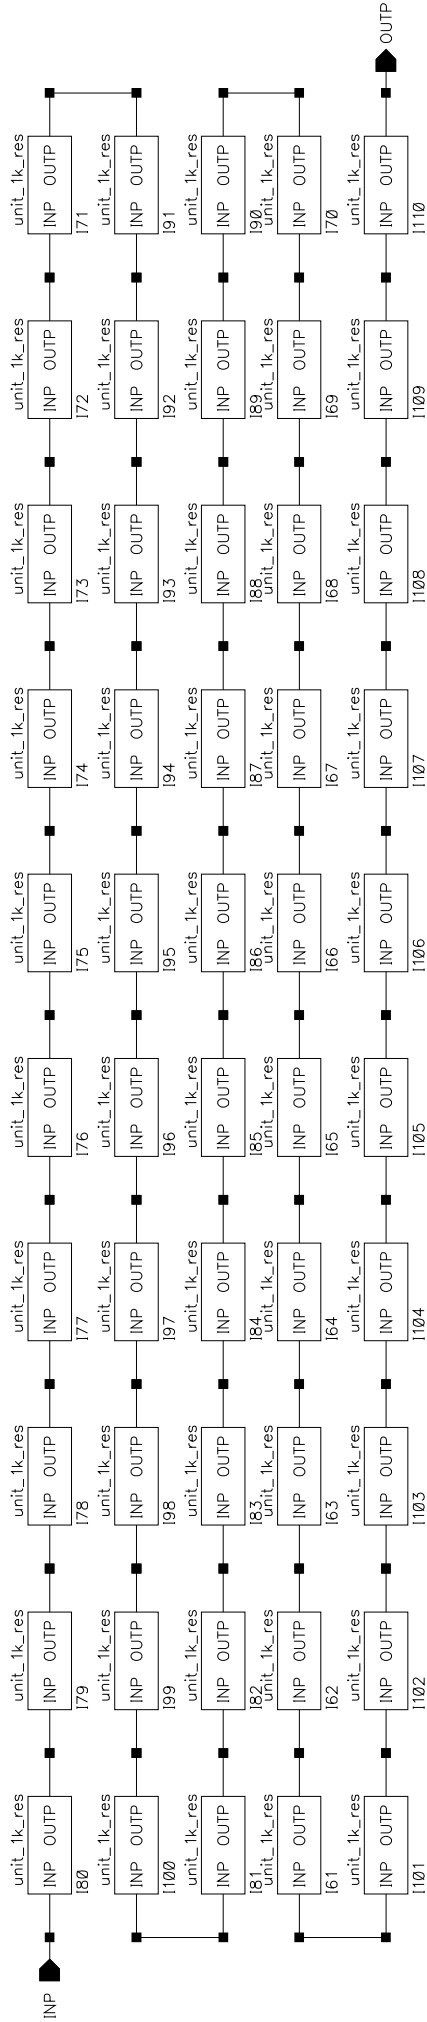 unit_1k_res unit_1k_res unit_1k_res unit_1k_res unit_1k_res unit_1k_res unit_1k_res unit_1k_res unit_1k_res unit_1k_res
INP INP OUTP INP OUTP INP OUTP INP OUTP INP OUTP INP OUTP INP OUTP INP OUTP INP OUTP INP OUTP
I80 I79 I78 I77 I76 I75 I74 I73 I72 I71
unit_1k_res unit_1k_res unit_1k_res unit_1k_res unit_1k_res unit_1k_res unit_1k_res unit_1k_res unit_1k_res unit_1k_res
INP OUTP INP OUTP INP OUTP INP OUTP INP OUTP INP OUTP INP OUTP INP OUTP INP OUTP INP OUTP
I100 I99 I98 I97 I96 I95 I94 I93 I92 I91
unit_1k_res unit_1k_res unit_1k_res unit_1k_res unit_1k_res unit_1k_res unit_1k_res unit_1k_res unit_1k_res unit_1k_res
INP OUTP INP OUTP INP OUTP INP OUTP INP OUTP INP OUTP INP OUTP INP OUTP INP OUTP INP OUTP
I81 I82 I83 I84 I85 I86 I87 I88 I89 I90
unit_1k_res unit_1k_res unit_1k_res unit_1k_res unit_1k_res unit_1k_res unit_1k_res unit_1k_res unit_1k_res unit_1k_res
INP OUTP INP OUTP INP OUTP INP OUTP INP OUTP INP OUTP INP OUTP INP OUTP INP OUTP INP OUTP
I61 I62 I63 I64 I65 I66 I67 I68 I69 I70
unit_1k_res unit_1k_res unit_1k_res unit_1k_res unit_1k_res unit_1k_res unit_1k_res unit_1k_res unit_1k_res unit_1k_res
INP OUTP INP OUTP INP OUTP INP OUTP INP OUTP INP OUTP INP OUTP INP OUTP INP OUTP INP OUTP OUTP
I101 I102 I103 I104 I105 I106 I107 I108 I109 I110